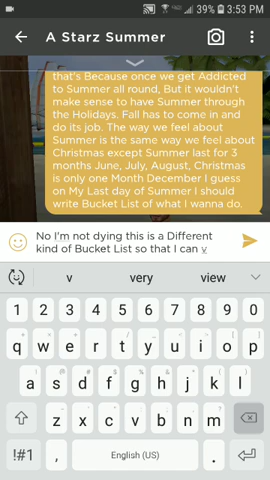 39% 3:53 PM
A Starz Summer
that's Because once we get Addicted
to Summer all round, But it wouldn't
make sense to have Summer through
the Holidays. Fall has to come in and
do its job. The way we feel about
Summer is the same way we feel about
Christmas except Summer last for 3
months June, July, August, Christmas
is only one Month December I guess
on My Last day of Summer I should
write Bucket List of what I wanna do.
No I'm not dying this is a Different
kind of Bucket List so that I can v
v very view
1 2 3 4 5 6 7 8 9 0
q w e r t y u i o p
a s d f g h j k l
z x c v b n m
!#1 , English (US) .